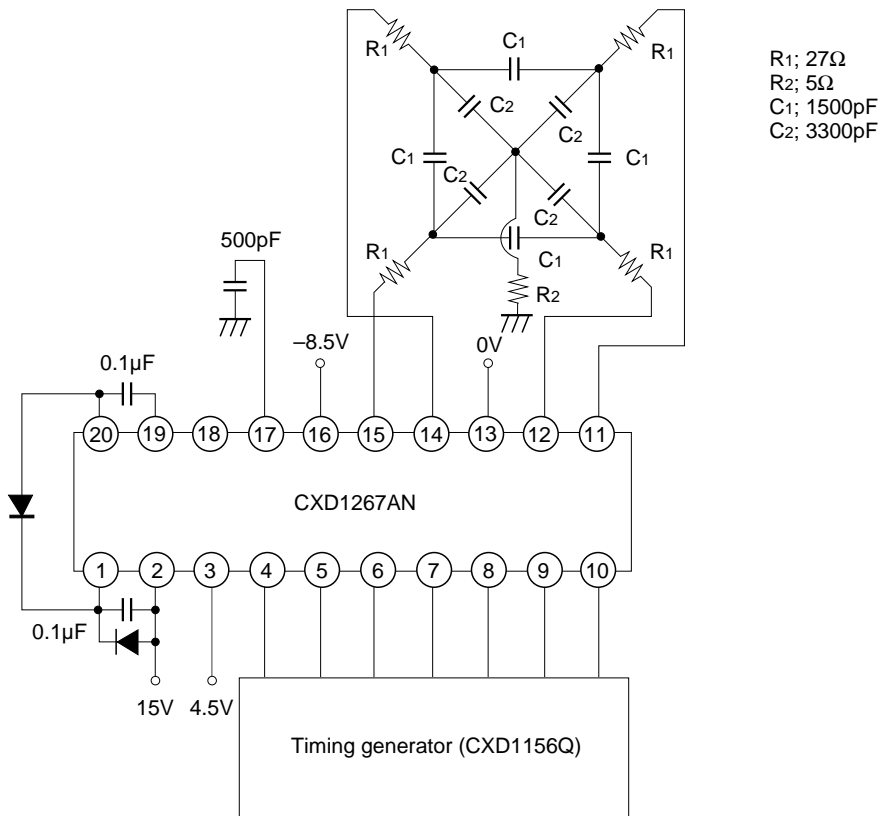 R1
C1
R1
R1; 27Ω
R2; 5Ω
C1; 1500pF
C2; 3300pF
C2
C2
C1
C1
C2
C2
R1
C1
R1
R2
500pF
–8.5V
0V
0.1µF
20 19 18 17 16 15 14 13 12 11
CXD1267AN
1 2 3 4 5 6 7 8 9 10
0.1µF
15V 4.5V
Timing generator (CXD1156Q)